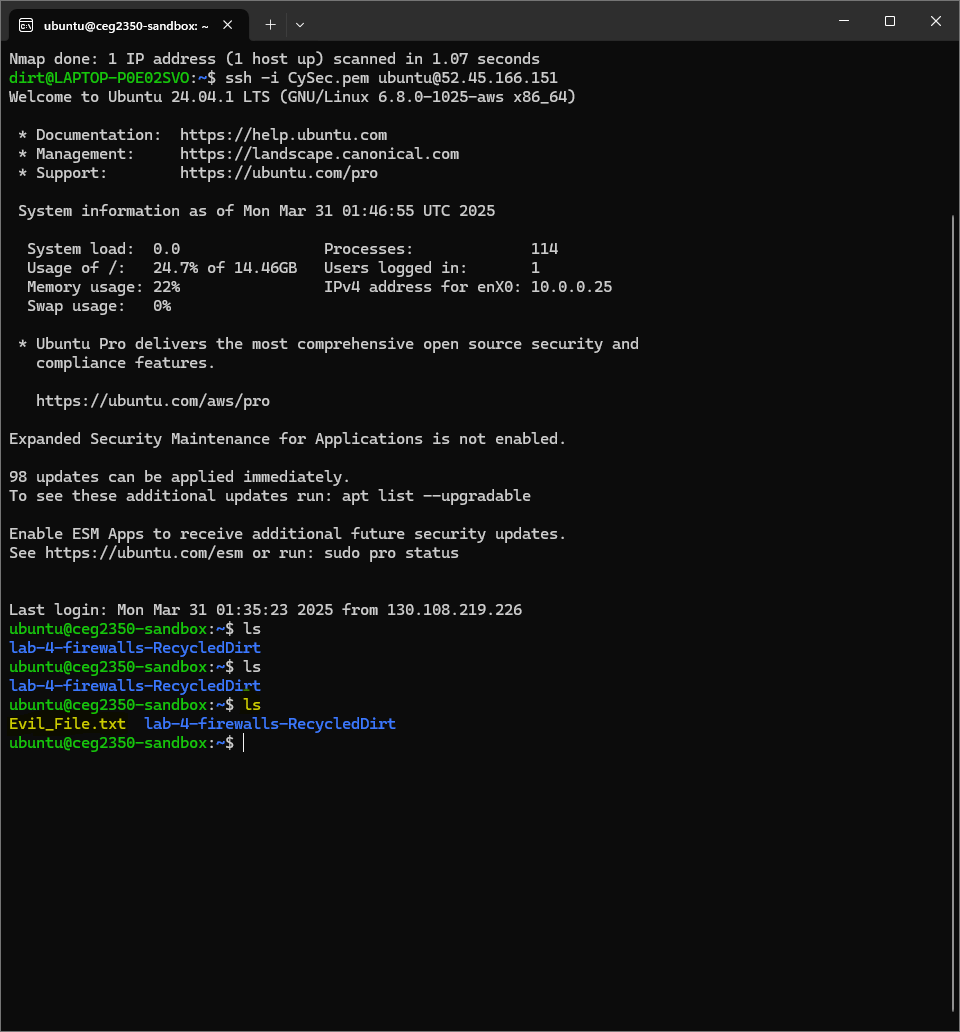 ubuntu@ceg2350-sandbox: ~
Nmap done: 1 IP address (1 host up) scanned in 1.07 seconds
dirt@LAPTOP-P0E02SVO:~$ ssh -i CySec.pem ubuntu@52.45.166.151
Welcome to Ubuntu 24.04.1 LTS (GNU/Linux 6.8.0-1025-aws x86_64)

 * Documentation:  https://help.ubuntu.com
 * Management:     https://landscape.canonical.com
 * Support:        https://ubuntu.com/pro

 System information as of Mon Mar 31 01:46:55 UTC 2025

  System load:  0.0                Processes:             114
  Usage of /:   24.7% of 14.46GB   Users logged in:       1
  Memory usage: 22%                IPv4 address for enX0: 10.0.0.25
  Swap usage:   0%

 * Ubuntu Pro delivers the most comprehensive open source security and
   compliance features.

   https://ubuntu.com/aws/pro

Expanded Security Maintenance for Applications is not enabled.

98 updates can be applied immediately.
To see these additional updates run: apt list --upgradable

Enable ESM Apps to receive additional future security updates.
See https://ubuntu.com/esm or run: sudo pro status


Last login: Mon Mar 31 01:35:23 2025 from 130.108.219.226
ubuntu@ceg2350-sandbox:~$ ls
lab-4-firewalls-RecycledDirt
ubuntu@ceg2350-sandbox:~$ ls
lab-4-firewalls-RecycledDirt
ubuntu@ceg2350-sandbox:~$ ls
Evil_File.txt  lab-4-firewalls-RecycledDirt
ubuntu@ceg2350-sandbox:~$